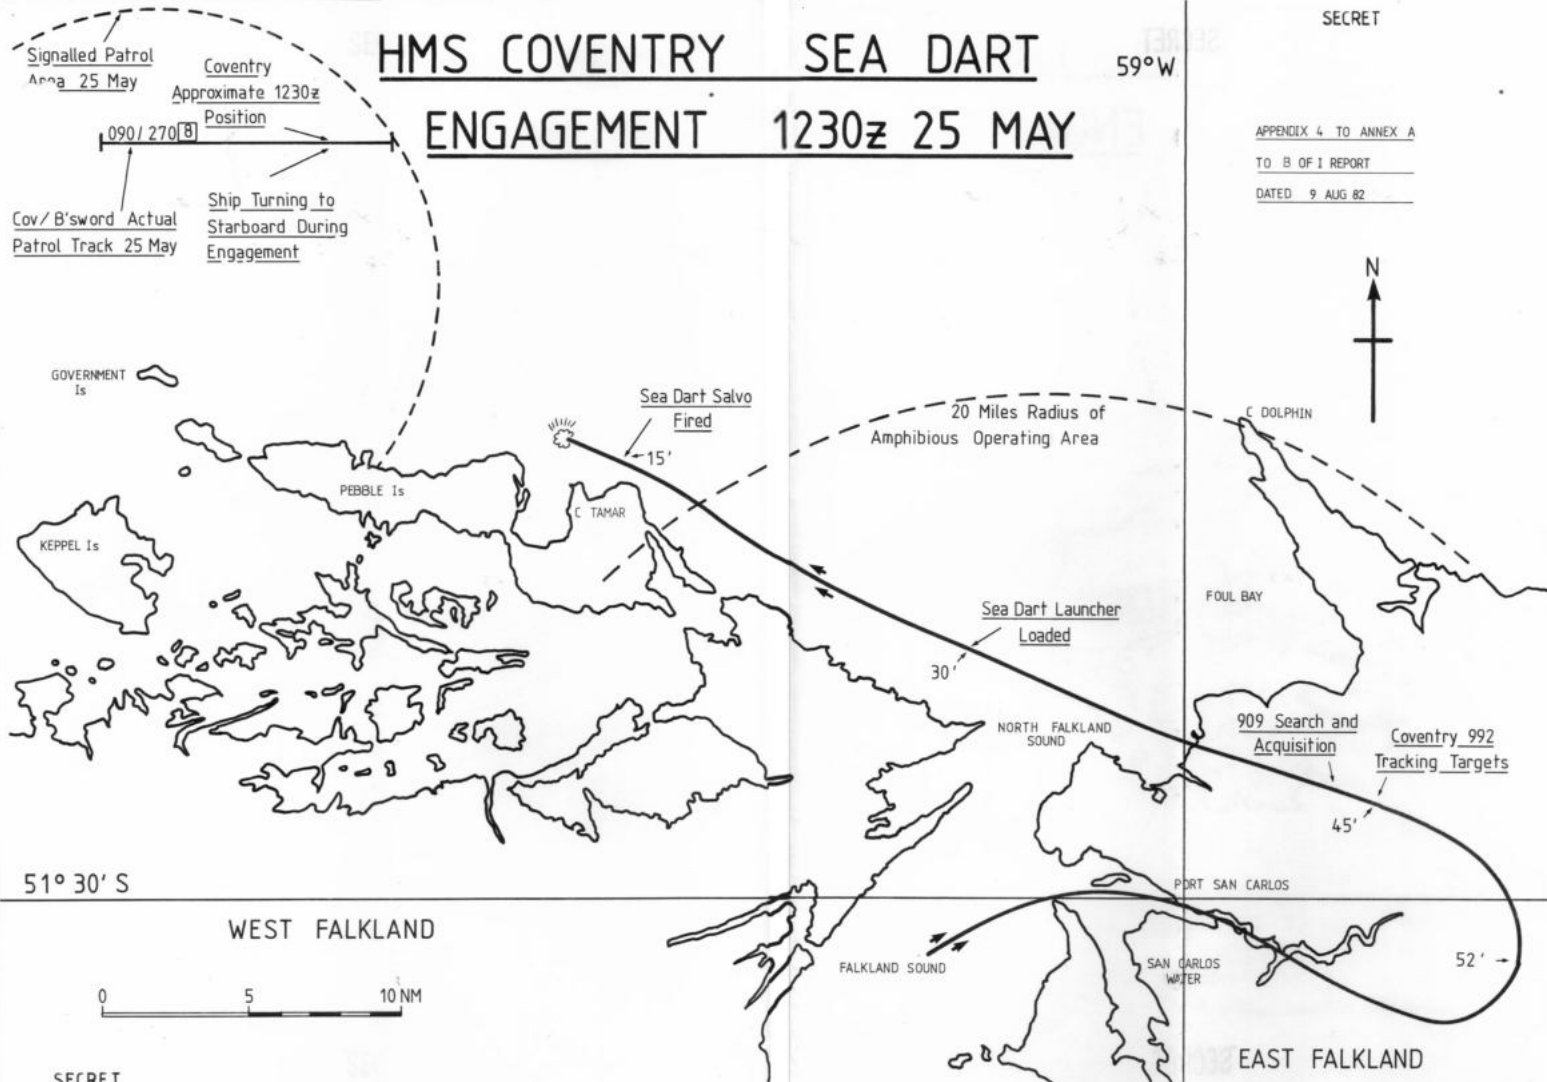 SECRET
HMS COVENTRY SEA DART
ENGAGEMENT 1230z 25 MAY
59°W
APPENDIX 4 TO ANNEX A
TO B OF I REPORT
DATED 9 AUG 82
Signalled Patrol
Area 25 May
Coventry
Approximate 1230z
Position
090/270 8
Cov/B'sword Actual
Patrol Track 25 May
Ship Turning to
Starboard During
Engagement
N
GOVERNMENT
Is
Sea Dart Salvo
Fired
15'
20 Miles Radius of
Amphibious Operating Area
C DOLPHIN
PEBBLE Is
C TAMAR
KEPPEL Is
FOUL BAY
Sea Dart Launcher
Loaded
30'
NORTH FALKLAND
SOUND
909 Search and
Acquisition
Coventry 992
Tracking Targets
45'
51° 30' S
PORT SAN CARLOS
WEST FALKLAND
FALKLAND SOUND
SAN CARLOS
WATER
52'
0 5 10 NM
EAST FALKLAND
SECRET